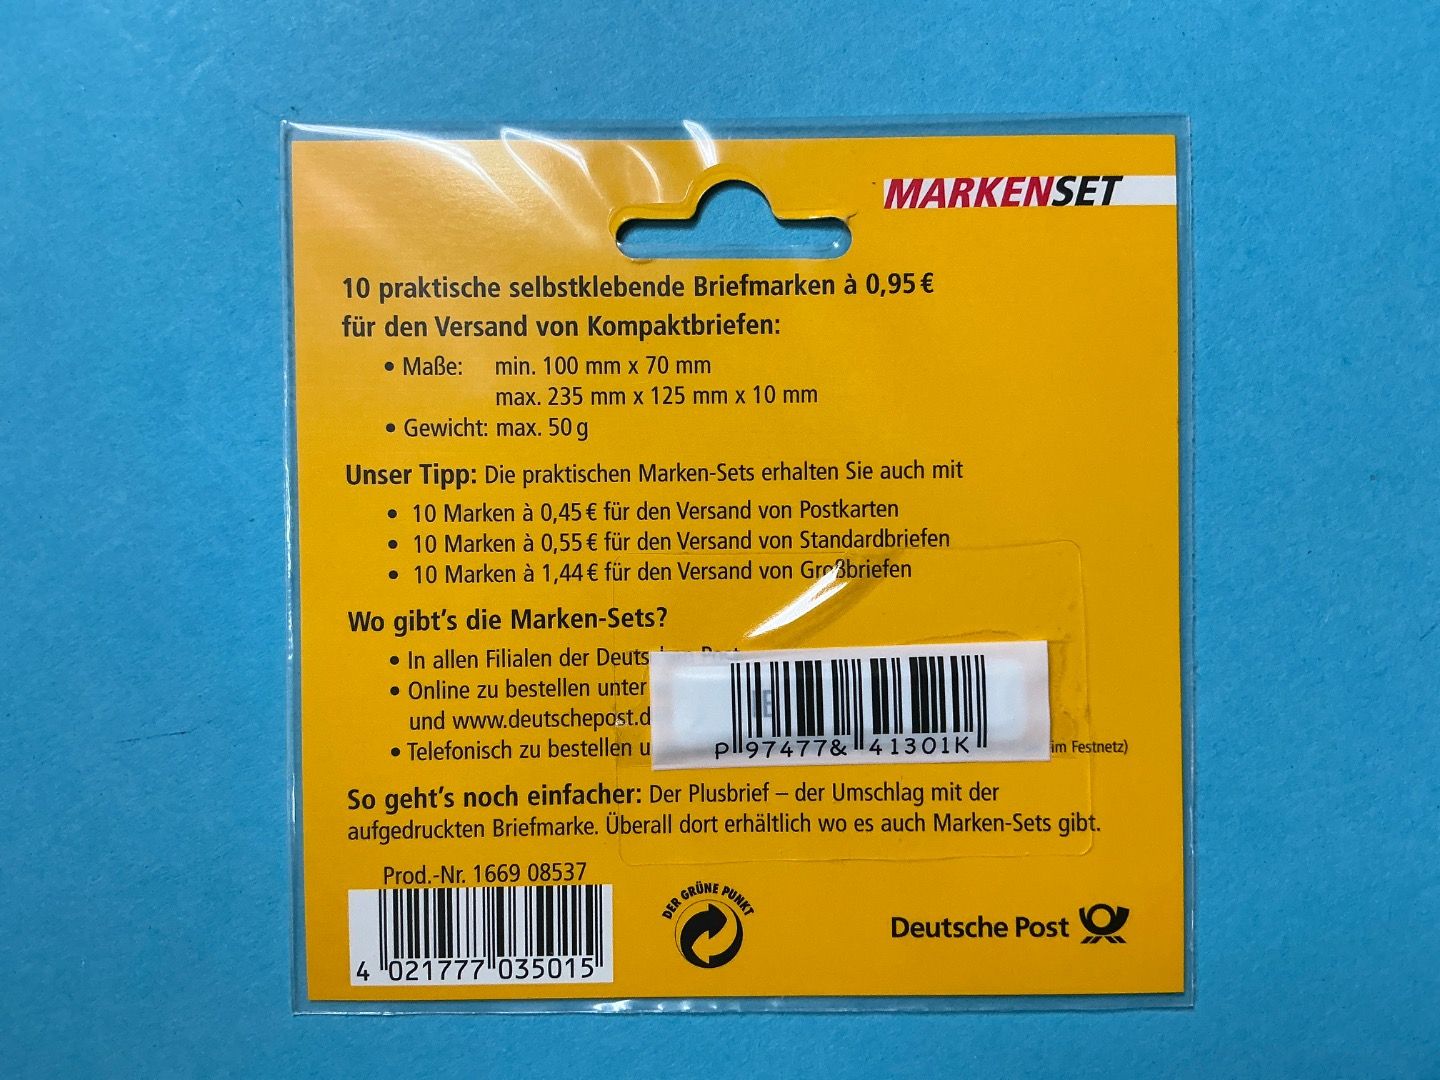 MARKENSET
10 praktische selbstklebende Briefmarken à 0,95 €
für den Versand von Kompaktbriefen:
• Maße: min. 100 mm x 70 mm
max. 235 mm x 125 mm x 10 mm
• Gewicht: max. 50 g
Unser Tipp: Die praktischen Marken-Sets erhalten Sie auch mit
• 10 Marken à 0,45 € für den Versand von Postkarten
• 10 Marken à 0,55 € für den Versand von Standardbriefen
• 10 Marken à 1,44 € für den Versand von Großbriefen
Wo gibt's die Marken-Sets?
• In allen Filialen der Deutschen Post
• Online zu bestellen unter
und www.deutschepost.d
• Telefonisch zu bestellen u
im Festnetz)
P 97477& 41301K
So geht's noch einfacher: Der Plusbrief – der Umschlag mit der
aufgedruckten Briefmarke. Überall dort erhältlich wo es auch Marken-Sets gibt.
Prod.-Nr. 1669 08537
4 021777 035015
DER GRÜNE PUNKT
Deutsche Post